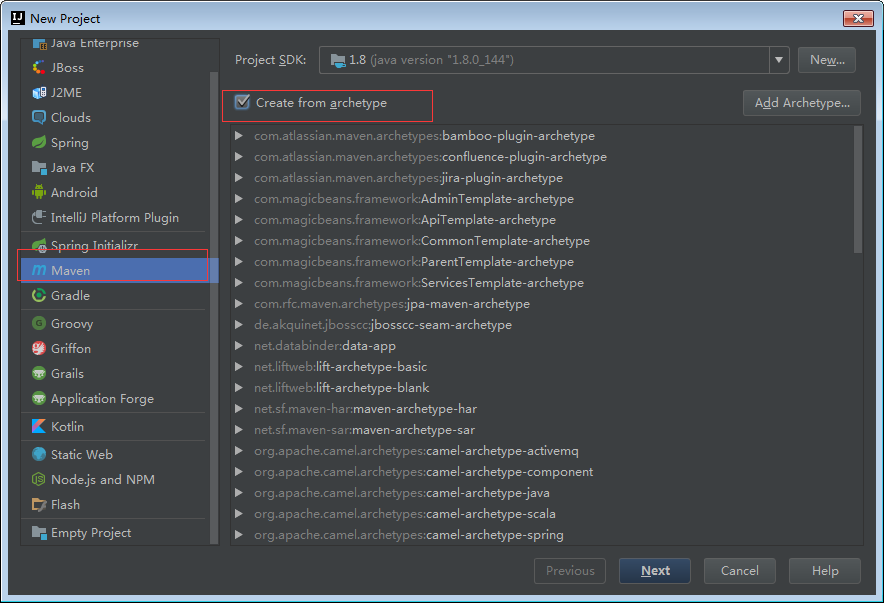 New Project
Java Enterprise
JBoss
J2ME
Clouds
Spring
Java FX
Android
IntelliJ Platform Plugin
Spring Initializr
Maven
Gradle
Groovy
Griffon
Grails
Application Forge
Kotlin
Static Web
Node.js and NPM
Flash
Empty Project
Project SDK: 1.8 (java version "1.8.0_144") New...
Create from archetype Add Archetype...
com.atlassian.maven.archetypes:bamboo-plugin-archetype
com.atlassian.maven.archetypes:confluence-plugin-archetype
com.atlassian.maven.archetypes:jira-plugin-archetype
com.magicbeans.framework:AdminTemplate-archetype
com.magicbeans.framework:ApiTemplate-archetype
com.magicbeans.framework:CommonTemplate-archetype
com.magicbeans.framework:ParentTemplate-archetype
com.magicbeans.framework:ServicesTemplate-archetype
com.rfc.maven.archetypes:jpa-maven-archetype
de.akquinet.jbosscc:jbosscc-seam-archetype
net.databinder:data-app
net.liftweb:lift-archetype-basic
net.liftweb:lift-archetype-blank
net.sf.maven-har:maven-archetype-har
net.sf.maven-sar:maven-archetype-sar
org.apache.camel.archetypes:camel-archetype-activemq
org.apache.camel.archetypes:camel-archetype-component
org.apache.camel.archetypes:camel-archetype-java
org.apache.camel.archetypes:camel-archetype-scala
org.apache.camel.archetypes:camel-archetype-spring
Previous Next Cancel Help